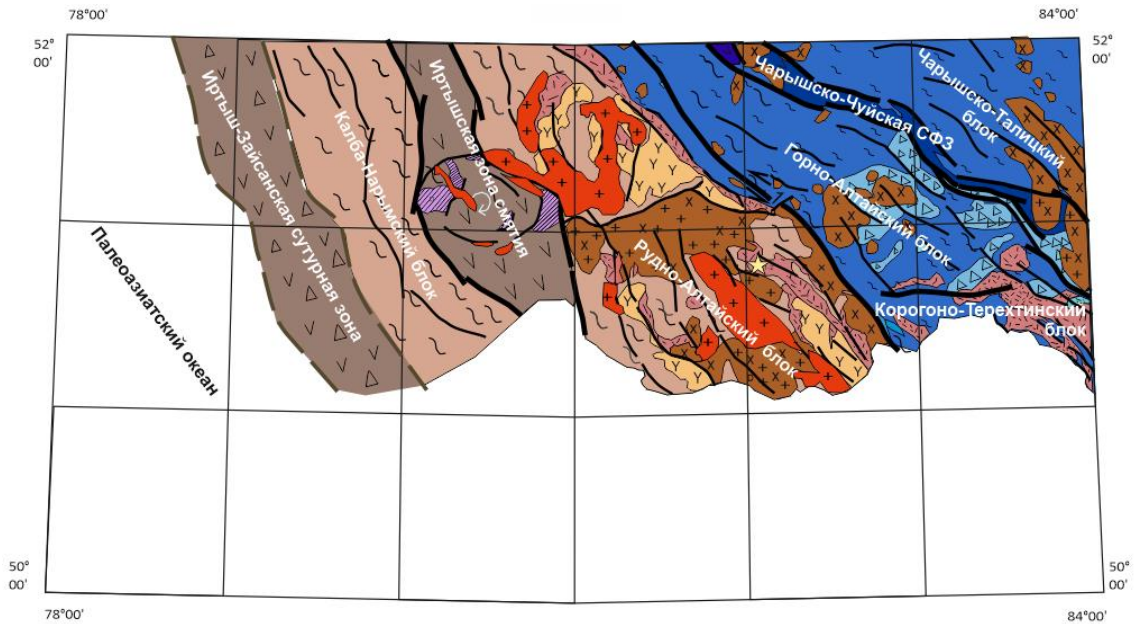 78°00'
84°00'
52°
00'
52°
00'
Иртыш-Зайсанская сутурная зона
Калба-Нарымский блок
Иртышская зона смятия
Чарышско-Чуйская СФЗ
Чарышско-Талицкий
блок
Горно-Алтайский блок
Палеоазиатский океан
Рудно-Алтайский блок
Корогоно-Терехтинский
блок
50°
00'
50°
00'
78°00'
84°00'